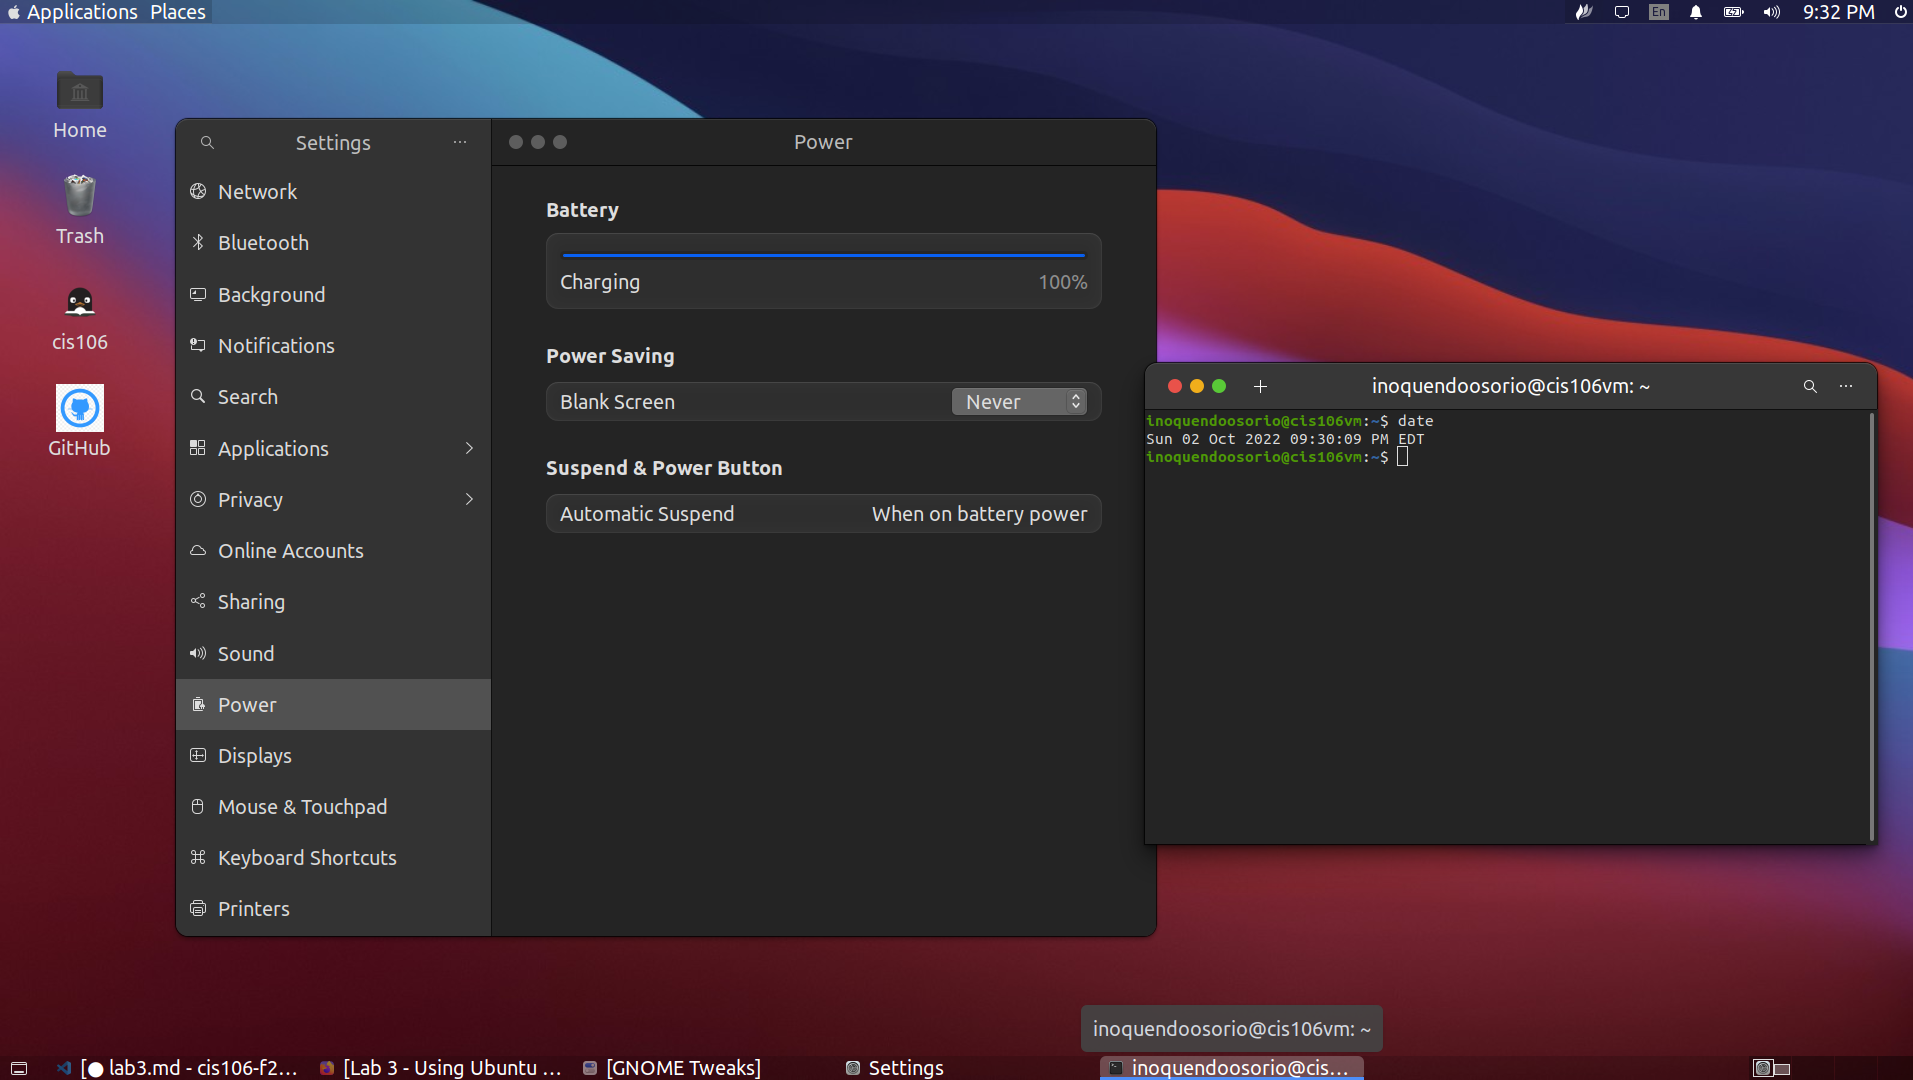 Applications Places
En
9:32 PM
Home
Trash
cis106
GitHub
Settings
Network
Bluetooth
Background
Notifications
Search
Applications
Privacy
Online Accounts
Sharing
Sound
Power
Displays
Mouse & Touchpad
Keyboard Shortcuts
Printers
Power
Battery
Charging 100%
Power Saving
Blank Screen Never
Suspend & Power Button
Automatic Suspend When on battery power
inoquendoosorio@cis106vm: ~
inoquendoosorio@cis106vm:~$ date
Sun 02 Oct 2022 09:30:09 PM EDT
inoquendoosorio@cis106vm:~$
inoquendoosorio@cis106vm: ~
[● lab3.md - cis106-f2...
[Lab 3 - Using Ubuntu ...
[GNOME Tweaks]
Settings
inoquendoosorio@cis...